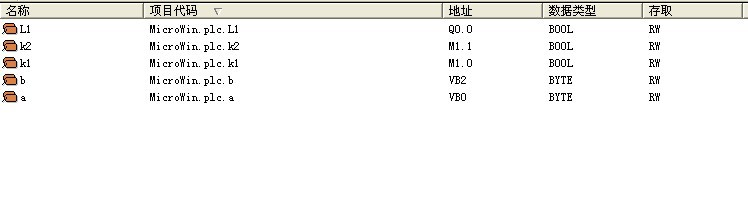 名称 项目代码 地址 数据类型 存取
L1 MicroWin.plc.L1 Q0.0 BOOL RW
k2 MicroWin.plc.k2 M1.1 BOOL RW
k1 MicroWin.plc.k1 M1.0 BOOL RW
b MicroWin.plc.b VB2 BYTE RW
a MicroWin.plc.a VB0 BYTE RW